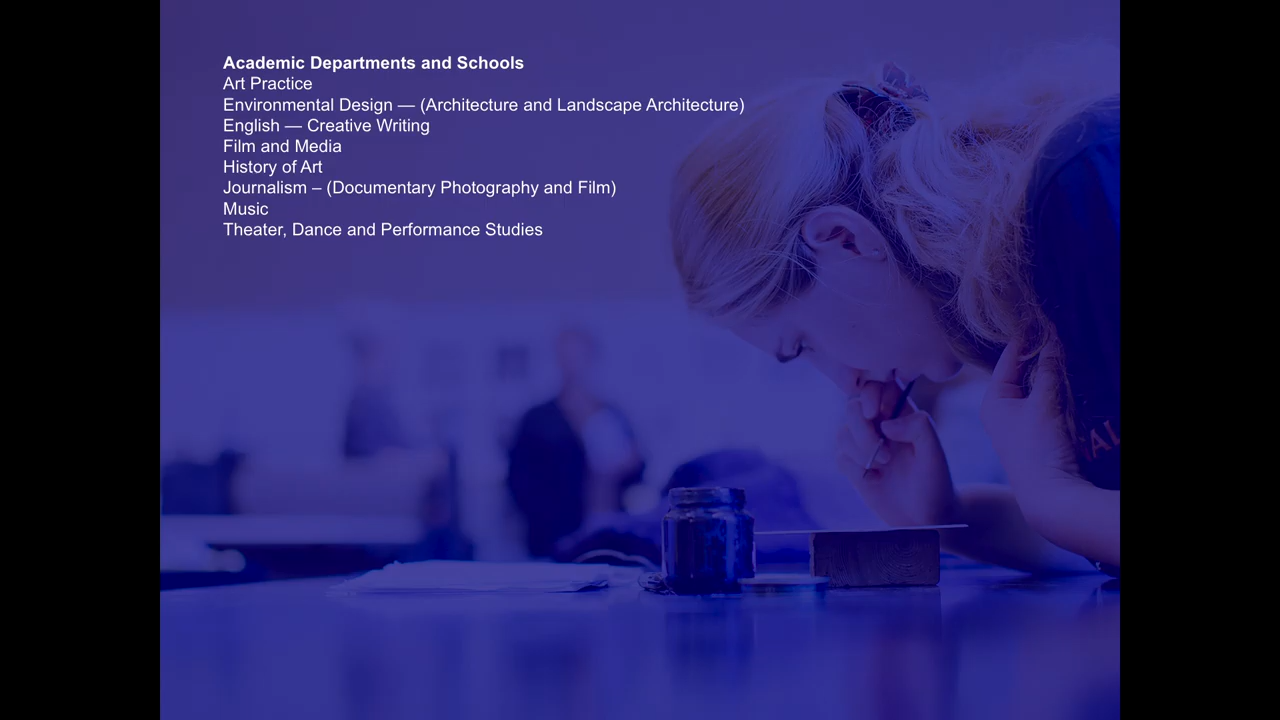 Academic Departments and Schools
Art Practice
Environmental Design — (Architecture and Landscape Architecture)
English — Creative Writing
Film and Media
History of Art
Journalism – (Documentary Photography and Film)
Music
Theater, Dance and Performance Studies
AL